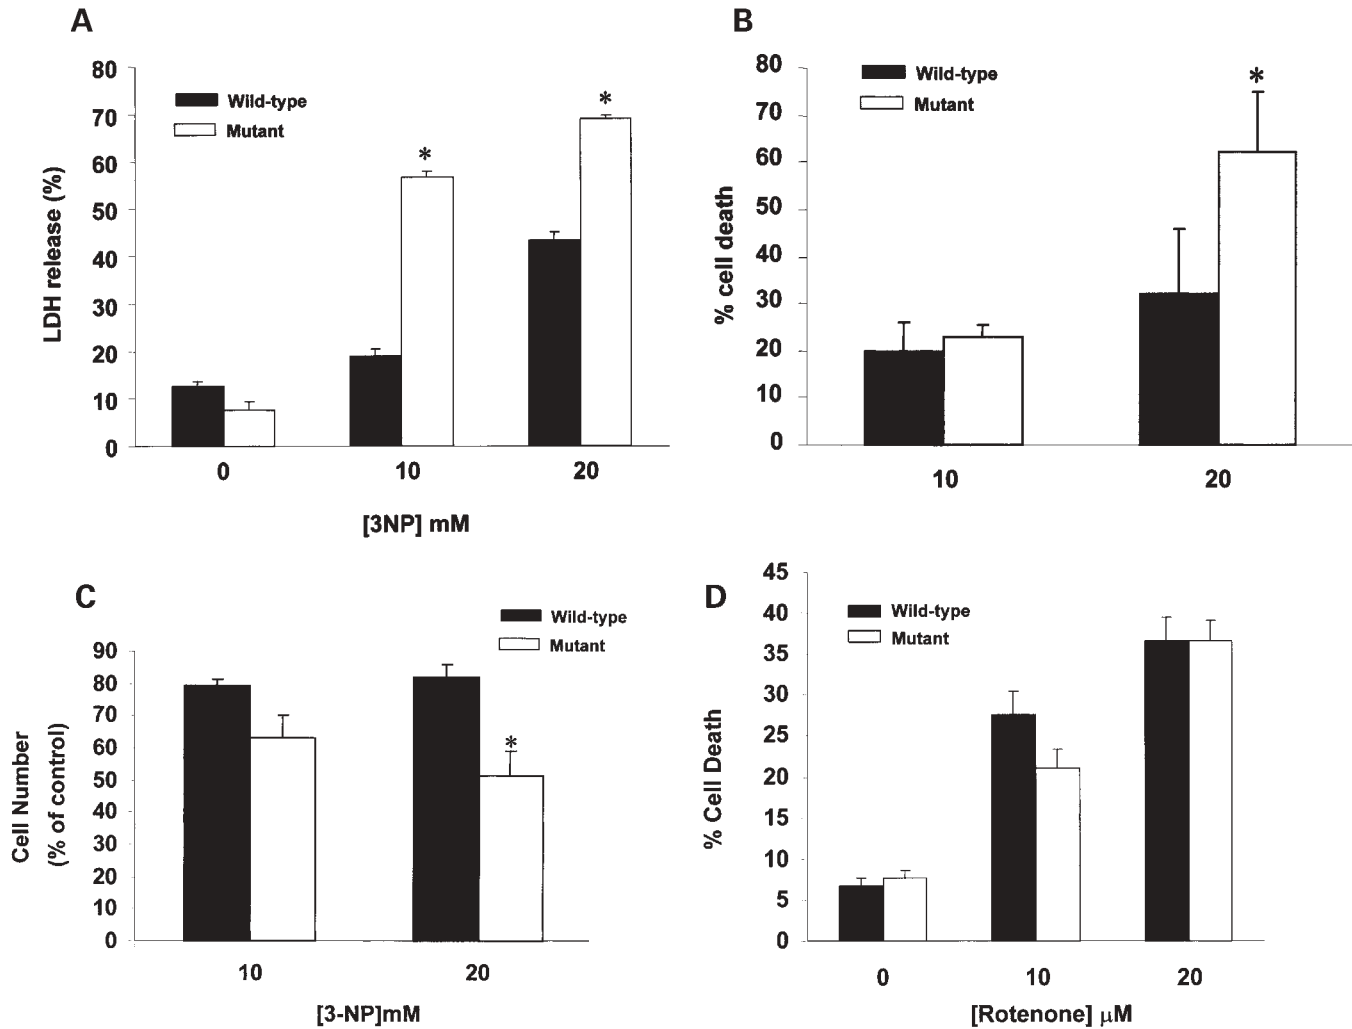 A
LDH release (%)
80
70
60
50
40
30
20
10
0
Wild-type
Mutant
*
*
0
10
20
[3NP] mM
B
% cell death
80
70
60
50
40
30
20
10
0
Wild-type
Mutant
*
10
20
C
Cell Number
(% of control)
90
80
70
60
50
40
30
20
10
0
Wild-type
Mutant
*
10
20
[3-NP]mM
D
% Cell Death
45
40
35
30
25
20
15
10
5
0
Wild-type
Mutant
0
10
20
[Rotenone] μM